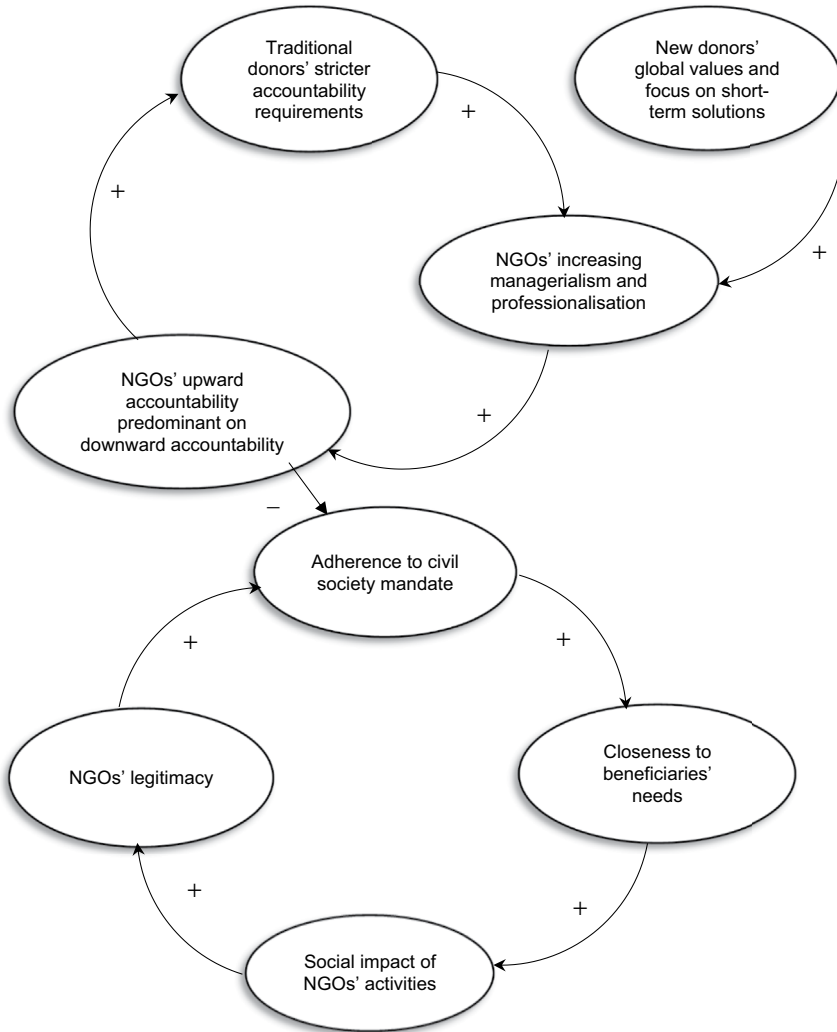 Traditional
donors’ stricter
accountability
requirements
New donors’
global values and
focus on short-
term solutions
+
+
+
NGOs’ increasing
managerialism and
professionalisation
NGOs’ upward
accountability
predominant on
downward accountability
+
−
Adherence to civil
society mandate
+
+
NGOs’ legitimacy
Closeness to
beneficiaries’
needs
+
+
Social impact of
NGOs’ activities